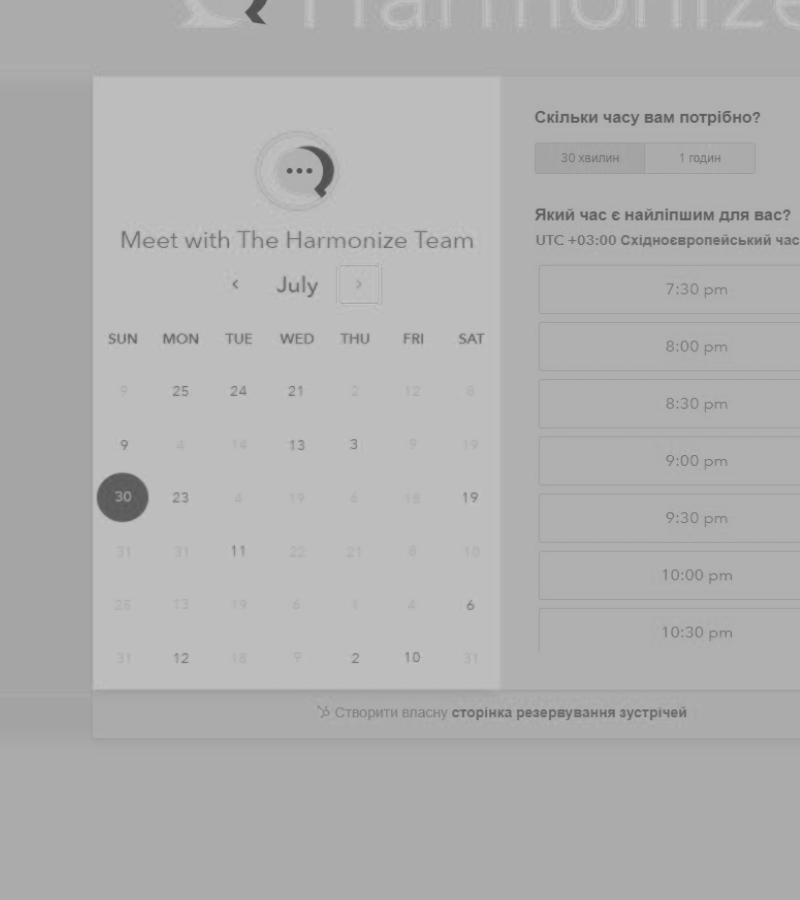 Harmonize
Meet with The Harmonize Team
‹ July ›
SUN MON TUE WED THU FRI SAT
9 25 24 21 2 12 8
9 4 14 13 3 9 19
30 23 4 19 6 18 19
31 31 11 22 21 8 10
28 13 19 6 4 6
31 12 18 9 2 10 31
Скільки часу вам потрібно?
30 хвилин 1 годин
Який час є найліпшим для вас?
UTC +03:00 Східноєвропейський час
7:30 pm
8:00 pm
8:30 pm
9:00 pm
9:30 pm
10:00 pm
10:30 pm
Створити власну сторінка резервування зустрічей